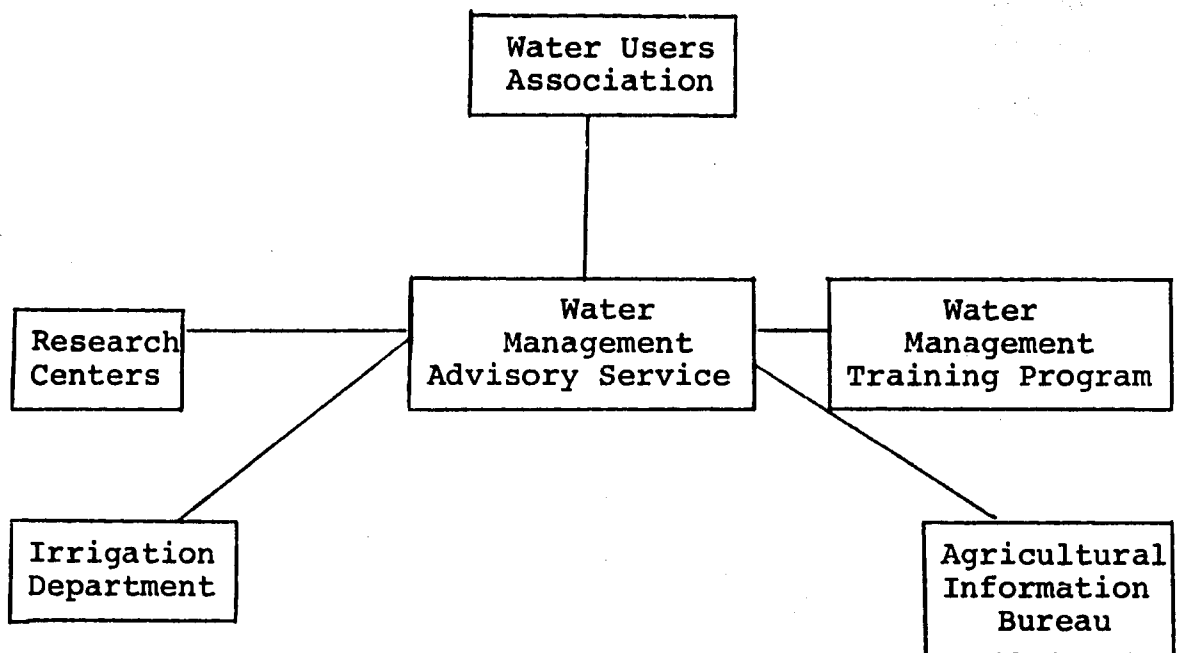 Water Users
Association
Water
Management
Advisory Service
Water
Management
Training Program
Research
Centers
Irrigation
Department
Agricultural
Information
Bureau